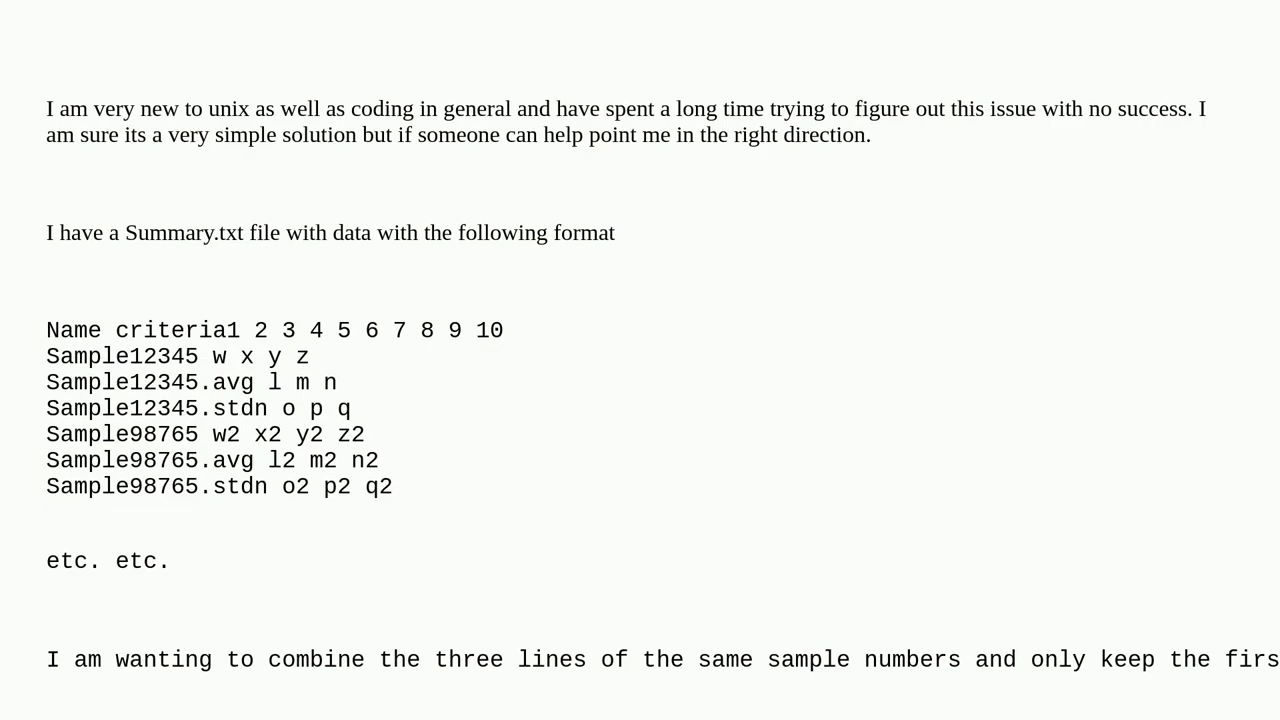 I am very new to unix as well as coding in general and have spent a long time trying to figure out this issue with no success. I
am sure its a very simple solution but if someone can help point me in the right direction.
I have a Summary.txt file with data with the following format
Name criteria1 2 3 4 5 6 7 8 9 10
Sample12345 w x y z
Sample12345.avg l m n
Sample12345.stdn o p q
Sample98765 w2 x2 y2 z2
Sample98765.avg l2 m2 n2
Sample98765.stdn o2 p2 q2
etc. etc.
I am wanting to combine the three lines of the same sample numbers and only keep the firs